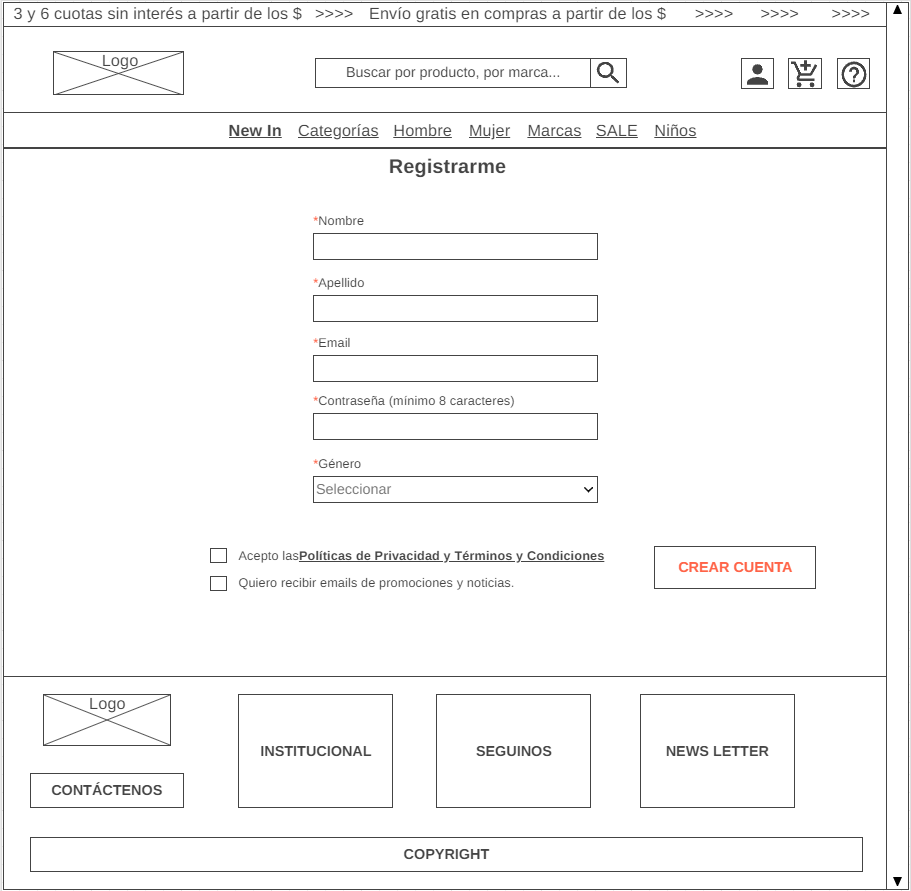 3 y 6 cuotas sin interés a partir de los $ >>>> Envío gratis en compras a partir de los $ >>>> >>>> >>>>
Logo
Buscar por producto, por marca...
New In Categorías Hombre Mujer Marcas SALE Niños
Registrarme
*Nombre
*Apellido
*Email
*Contraseña (mínimo 8 caracteres)
*Género
Seleccionar
Acepto lasPolíticas de Privacidad y Términos y Condiciones
CREAR CUENTA
Quiero recibir emails de promociones y noticias.
Logo
INSTITUCIONAL SEGUINOS NEWS LETTER
CONTÁCTENOS
COPYRIGHT